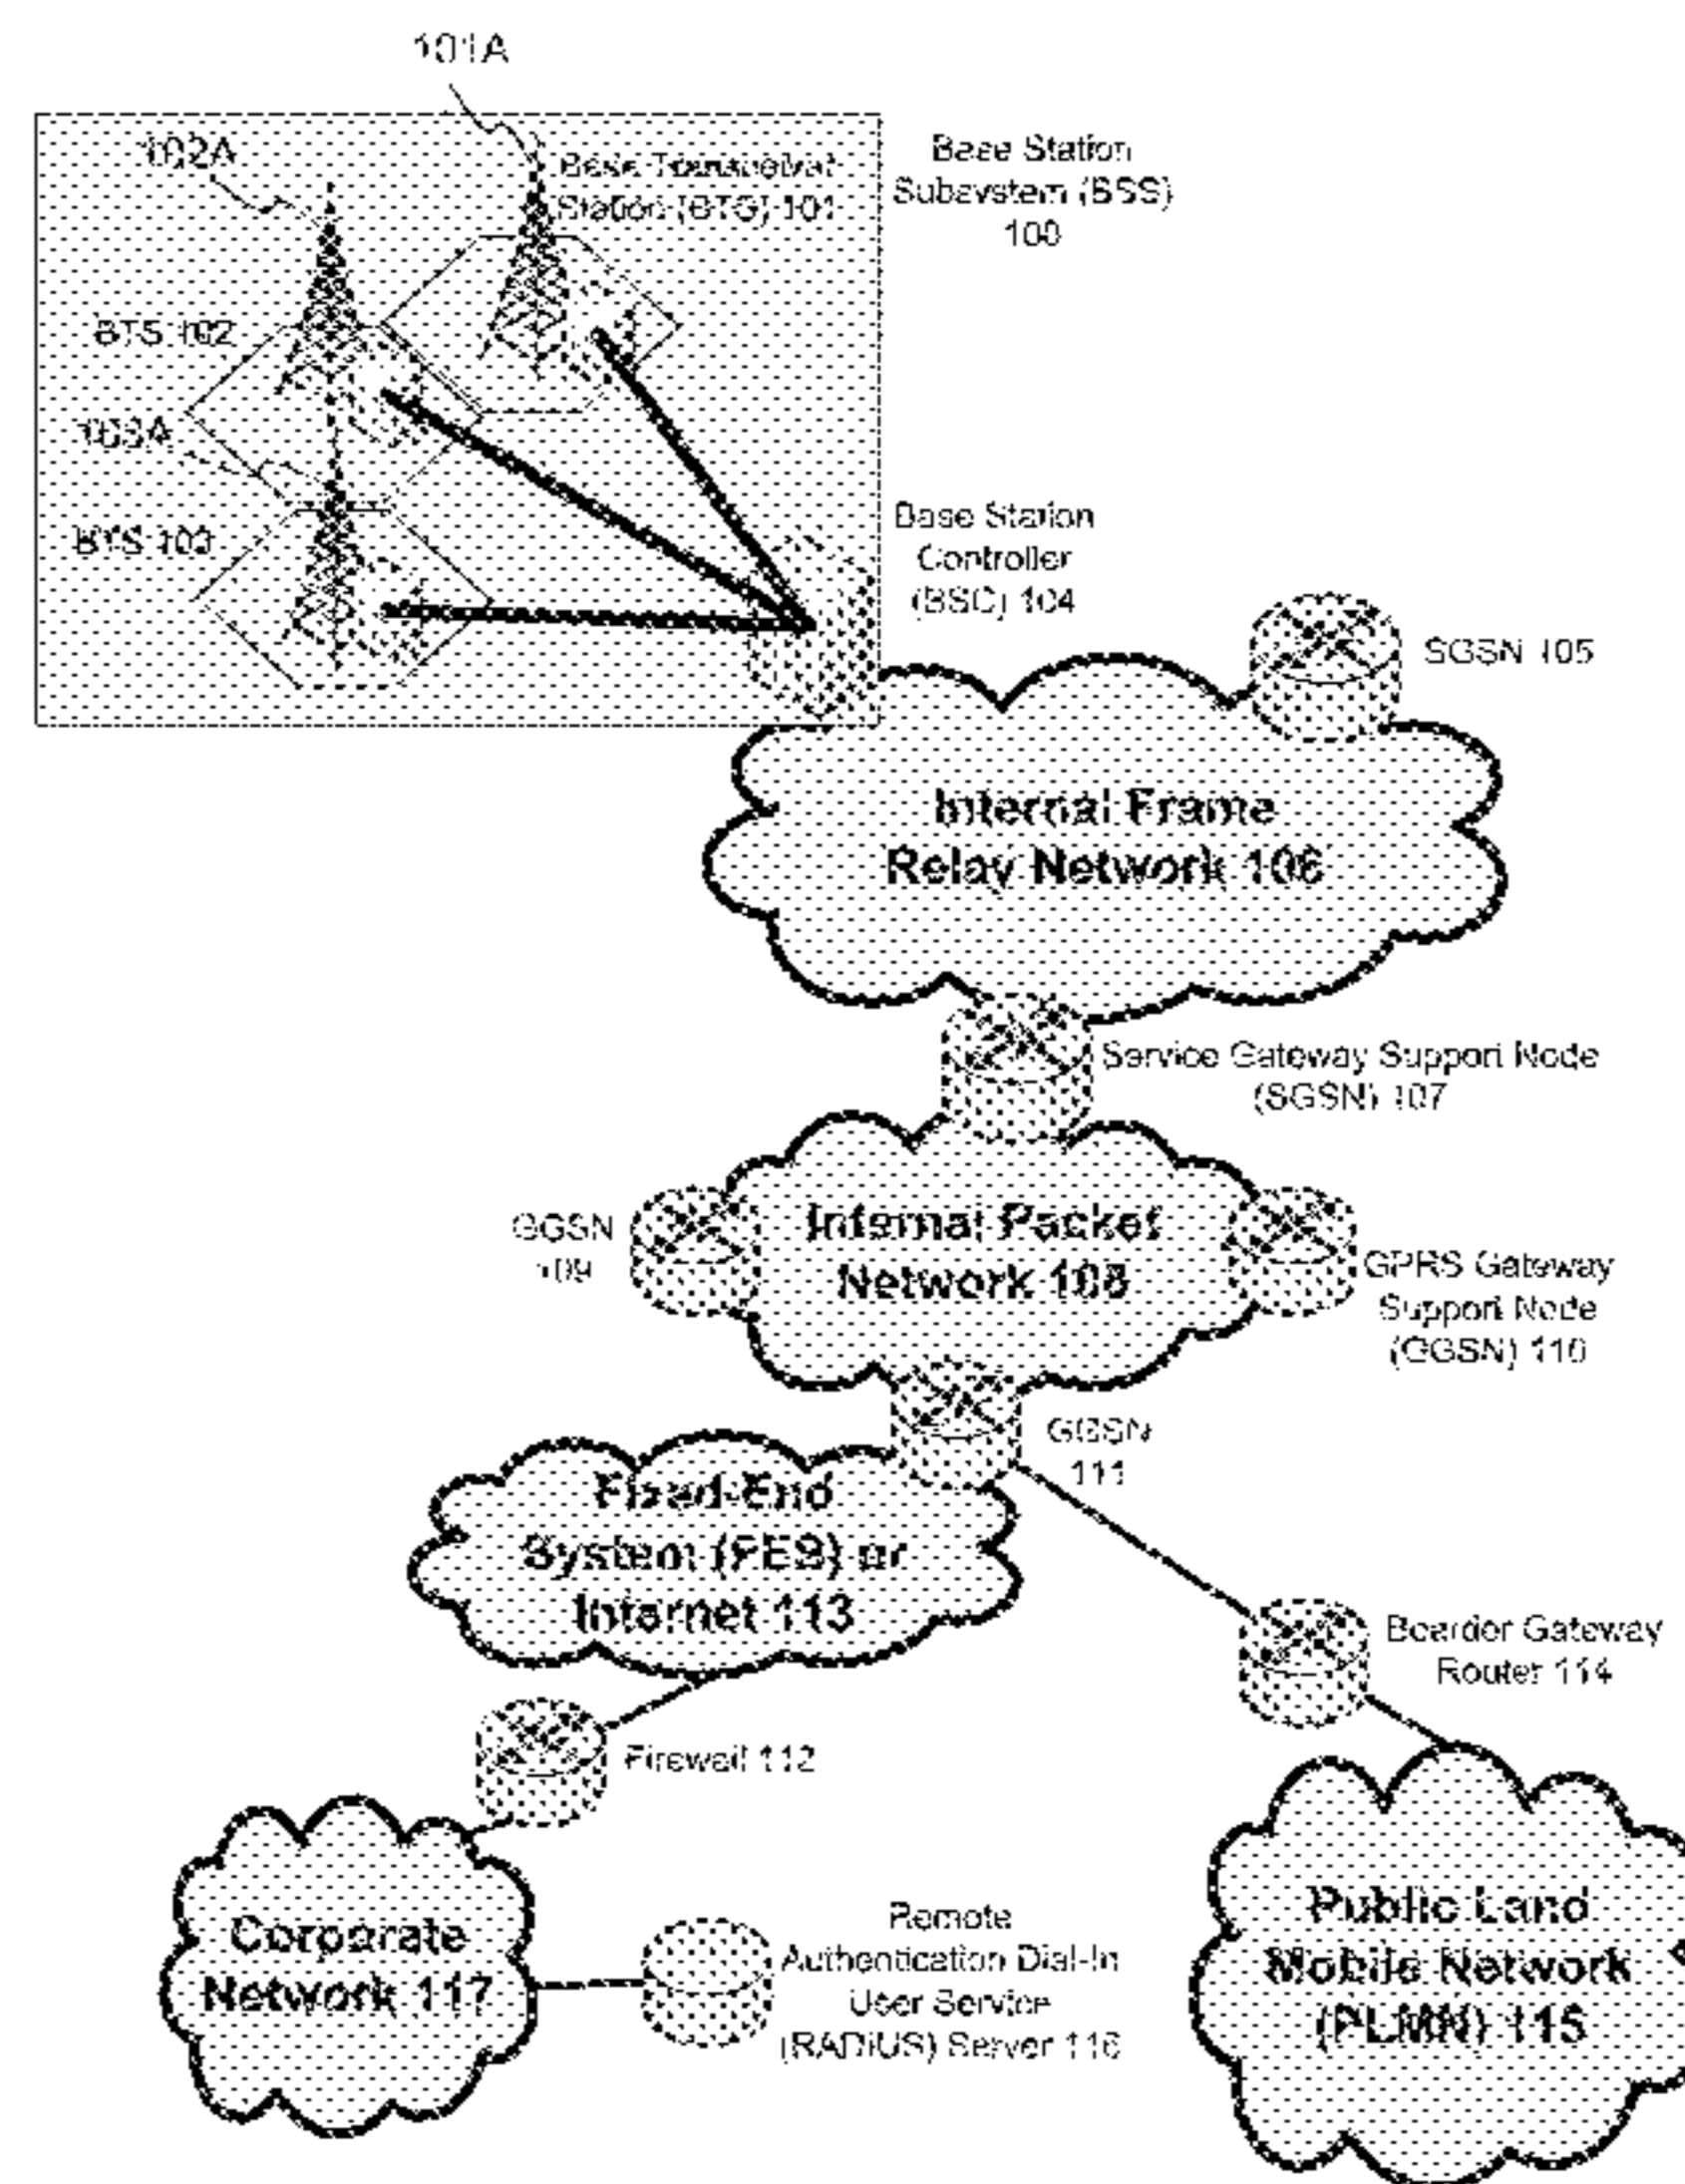 101A
102A
Base Transceiver
Station (BTS) 101
Base Station
Subsystem (BSS)
100
BTS 102
103A
BTS 103
Base Station
Controller
(BSC) 104
SGSN 105
Internal Frame
Relay Network 106
Service Gateway Support Node
(SGSN) 107
Internal Packet
Network 108
GGSN
109
GPRS Gateway
Support Node
(GGSN) 110
GGSN
111
Fixed-End
System (FES) or
Internet 113
Boarder Gateway
Router 114
Firewall 112
Corporate
Network 117
Remote
Authentication Dial-In
User Service
(RADIUS) Server 116
Public Land
Mobile Network
(PLMN) 115